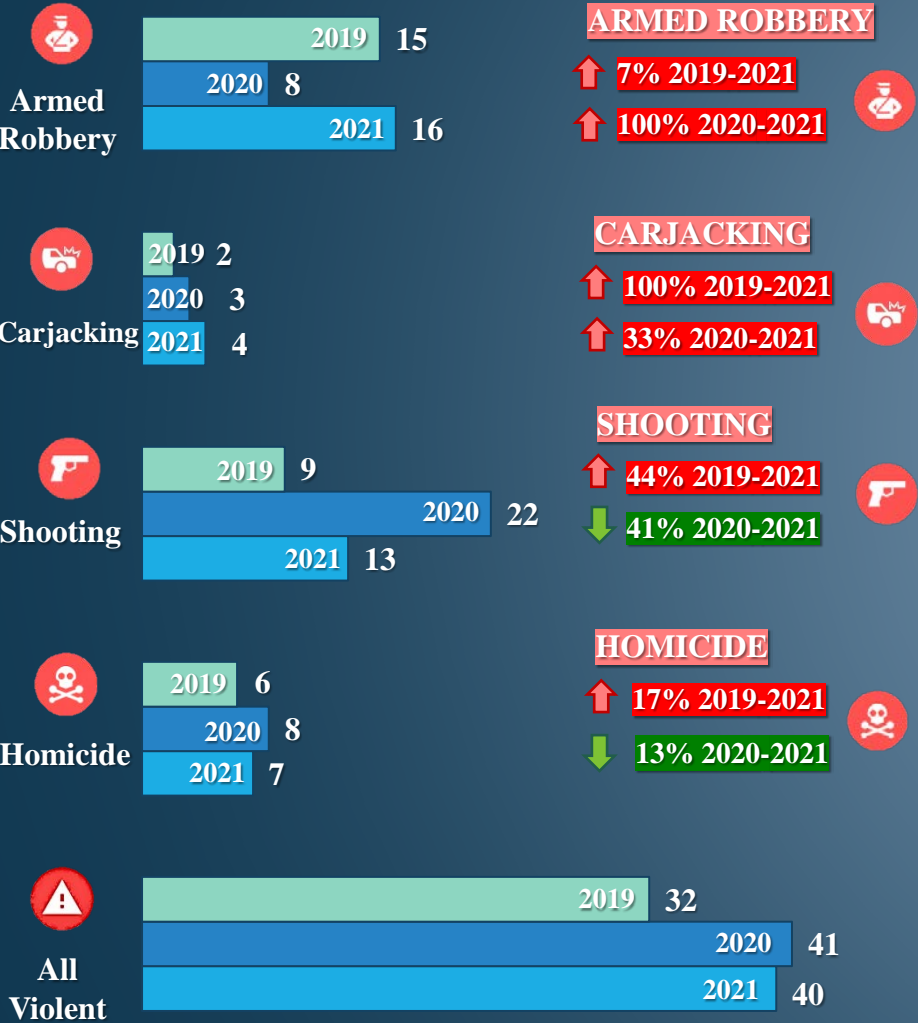 2019 15
Armed
Robbery
2020 8
2021 16
ARMED ROBBERY
7% 2019-2021
100% 2020-2021
Carjacking
2019 2
2020 3
2021 4
CARJACKING
100% 2019-2021
33% 2020-2021
Shooting
2019 9
2020 22
2021 13
SHOOTING
44% 2019-2021
41% 2020-2021
Homicide
2019 6
2020 8
2021 7
HOMICIDE
17% 2019-2021
13% 2020-2021
All
Violent
2019 32
2020 41
2021 40